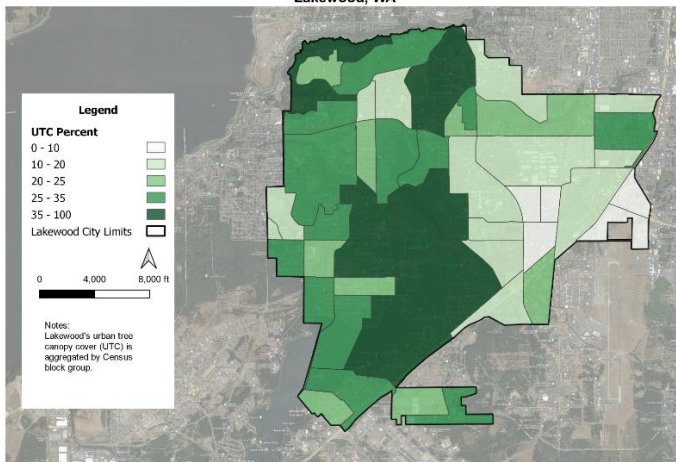 Lakewood, WA
Legend
UTC Percent
0 - 10
10 - 20
20 - 25
25 - 35
35 - 100
Lakewood City Limits
0 4,000 8,000 ft
Notes:
Lakewood's urban tree
canopy cover (UTC) is
aggregated by Census
block group.